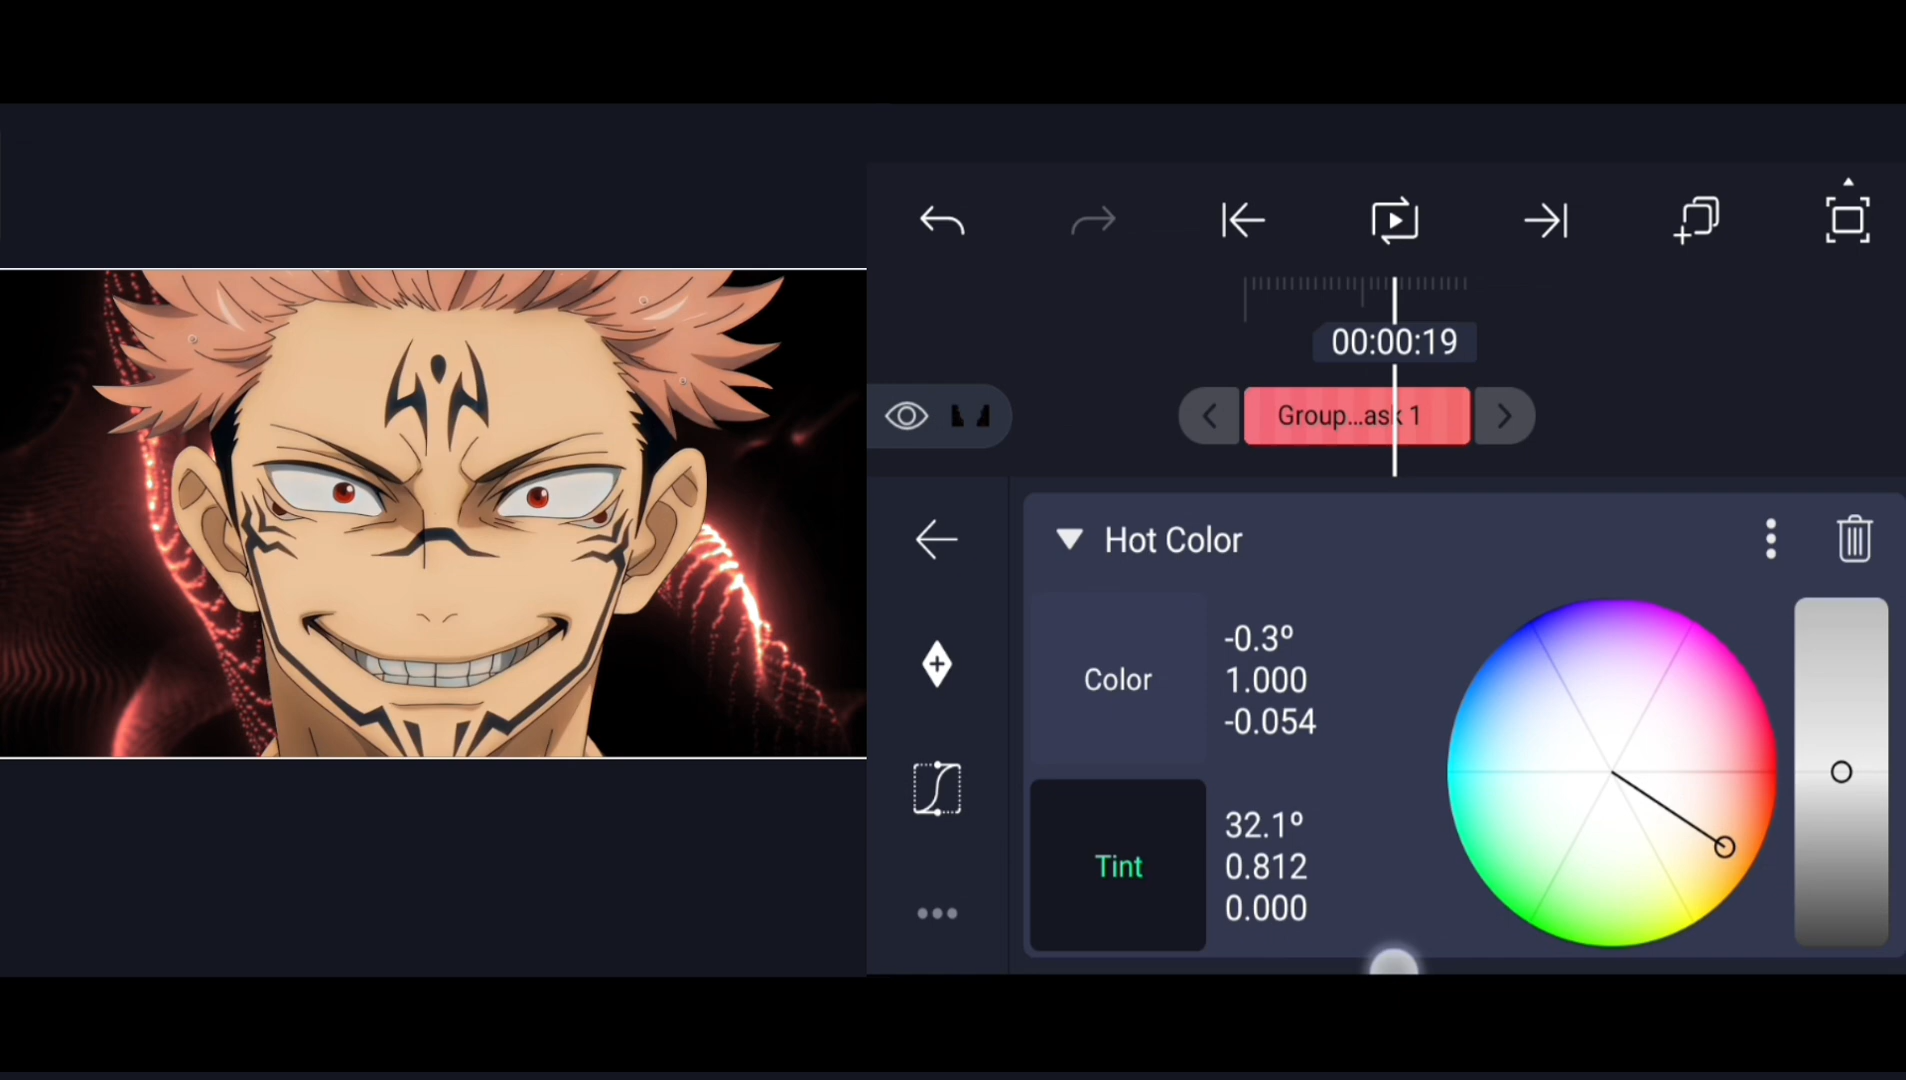 00:00:19
Group...ask 1
Hot Color
Color
-0.3º
1.000
-0.054
Tint
32.1º
0.812
0.000